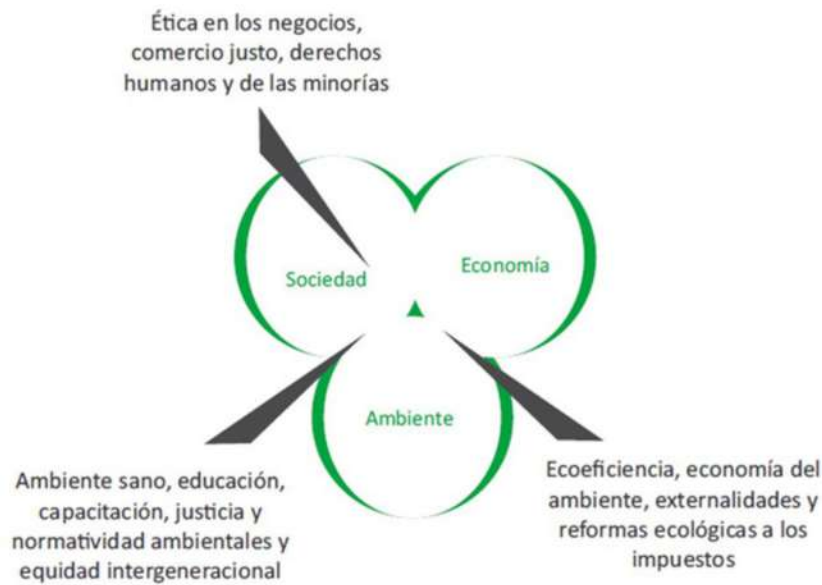 Ética en los negocios,
comercio justo, derechos
humanos y de las minorías
Sociedad
Economía
Ambiente
Ambiente sano, educación,
capacitación, justicia y
normatividad ambientales y
equidad intergeneracional
Ecoeficiencia, economía del
ambiente, externalidades y
reformas ecológicas a los
impuestos